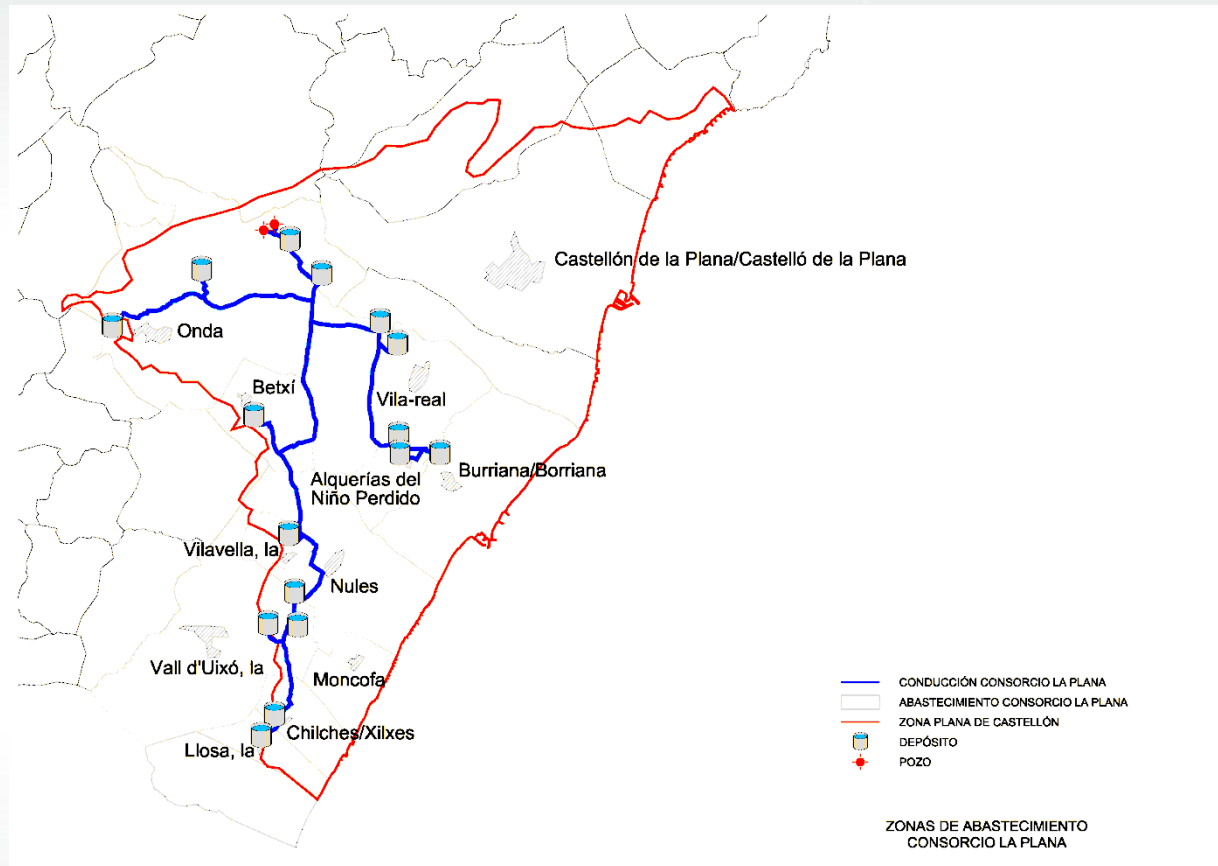 Castellón de la Plana/Castelló de la Plana
Onda
Betxí
Vila-real
Burriana/Borriana
Alquerías del
Niño Perdido
Vilavella, la
Nules
Vall d'Uixó, la
Moncofa
Chilches/Xilxes
Llosa, la
CONDUCCIÓN CONSORCIO LA PLANA
ABASTECIMIENTO CONSORCIO LA PLANA
ZONA PLANA DE CASTELLÓN
DEPÓSITO
POZO
ZONAS DE ABASTECIMIENTO
CONSORCIO LA PLANA